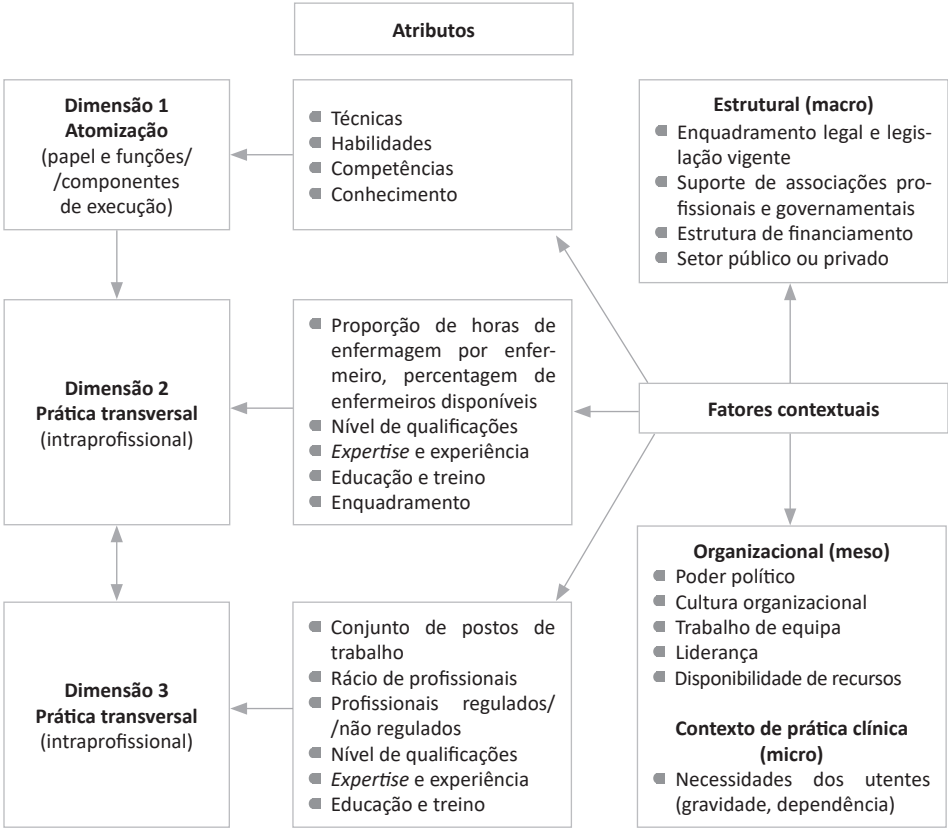 Atributos
Dimensão 1
Atomização
(papel e funções/
/componentes
de execução)
Técnicas
Habilidades
Competências
Conhecimento
Estrutural (macro)
Enquadramento legal e legis-
lação vigente
Suporte de associações pro-
fissionais e governamentais
Estrutura de financiamento
Setor público ou privado
Dimensão 2
Prática transversal
(intraprofissional)
Proporção de horas de
enfermagem por enfer-
meiro, percentagem de
enfermeiros disponíveis
Nível de qualificações
Expertise e experiência
Educação e treino
Enquadramento
Fatores contextuais
Dimensão 3
Prática transversal
(intraprofissional)
Conjunto de postos de
trabalho
Rácio de profissionais
Profissionais regulados/
/não regulados
Nível de qualificações
Expertise e experiência
Educação e treino
Organizacional (meso)
Poder político
Cultura organizacional
Trabalho de equipa
Liderança
Disponibilidade de recursos
Contexto de prática clínica
(micro)
Necessidades dos utentes
(gravidade, dependência)